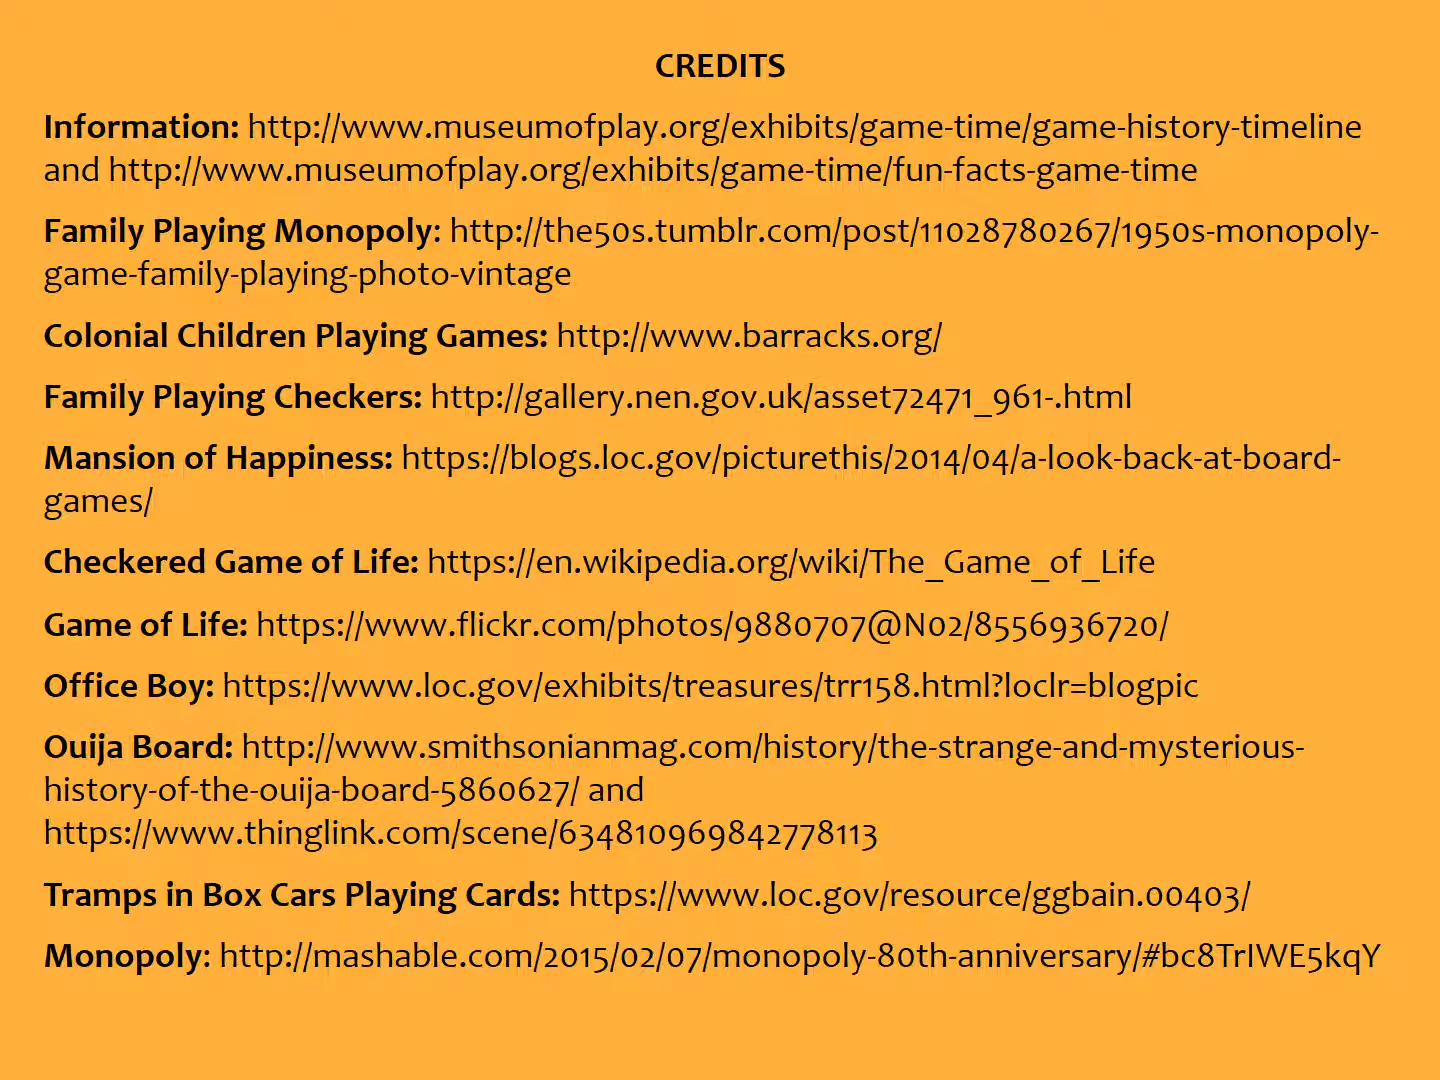 CREDITS
Information: http://www.museumofplay.org/exhibits/game-time/game-history-timeline
and http://www.museumofplay.org/exhibits/game-time/fun-facts-game-time
Family Playing Monopoly: http://the50s.tumblr.com/post/11028780267/1950s-monopoly-
game-family-playing-photo-vintage
Colonial Children Playing Games: http://www.barracks.org/
Family Playing Checkers: http://gallery.nen.gov.uk/asset72471_961-.html
Mansion of Happiness: https://blogs.loc.gov/picturethis/2014/04/a-look-back-at-board-
games/
Checkered Game of Life: https://en.wikipedia.org/wiki/The_Game_of_Life
Game of Life: https://www.flickr.com/photos/9880707@N02/8556936720/
Office Boy: https://www.loc.gov/exhibits/treasures/trr158.html?loclr=blogpic
Ouija Board: http://www.smithsonianmag.com/history/the-strange-and-mysterious-
history-of-the-ouija-board-5860627/ and
https://www.thinglink.com/scene/634810969842778113
Tramps in Box Cars Playing Cards: https://www.loc.gov/resource/ggbain.00403/
Monopoly: http://mashable.com/2015/02/07/monopoly-80th-anniversary/#bc8TrIWE5kqY